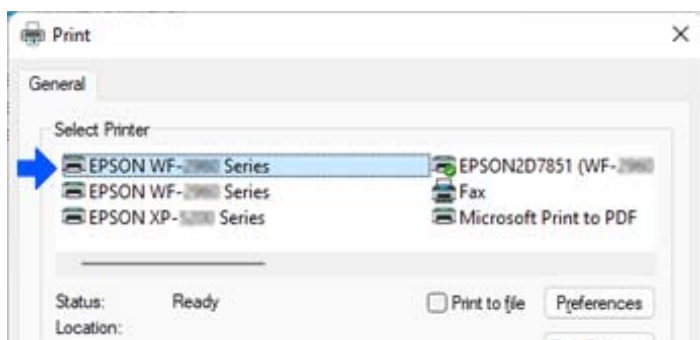 Print
General
Select Printer
EPSON WF- Series
EPSON2D7851 (WF-
EPSON WF- Series
Fax
EPSON XP- Series
Microsoft Print to PDF
Status: Ready
Print to file
Preferences
Location: